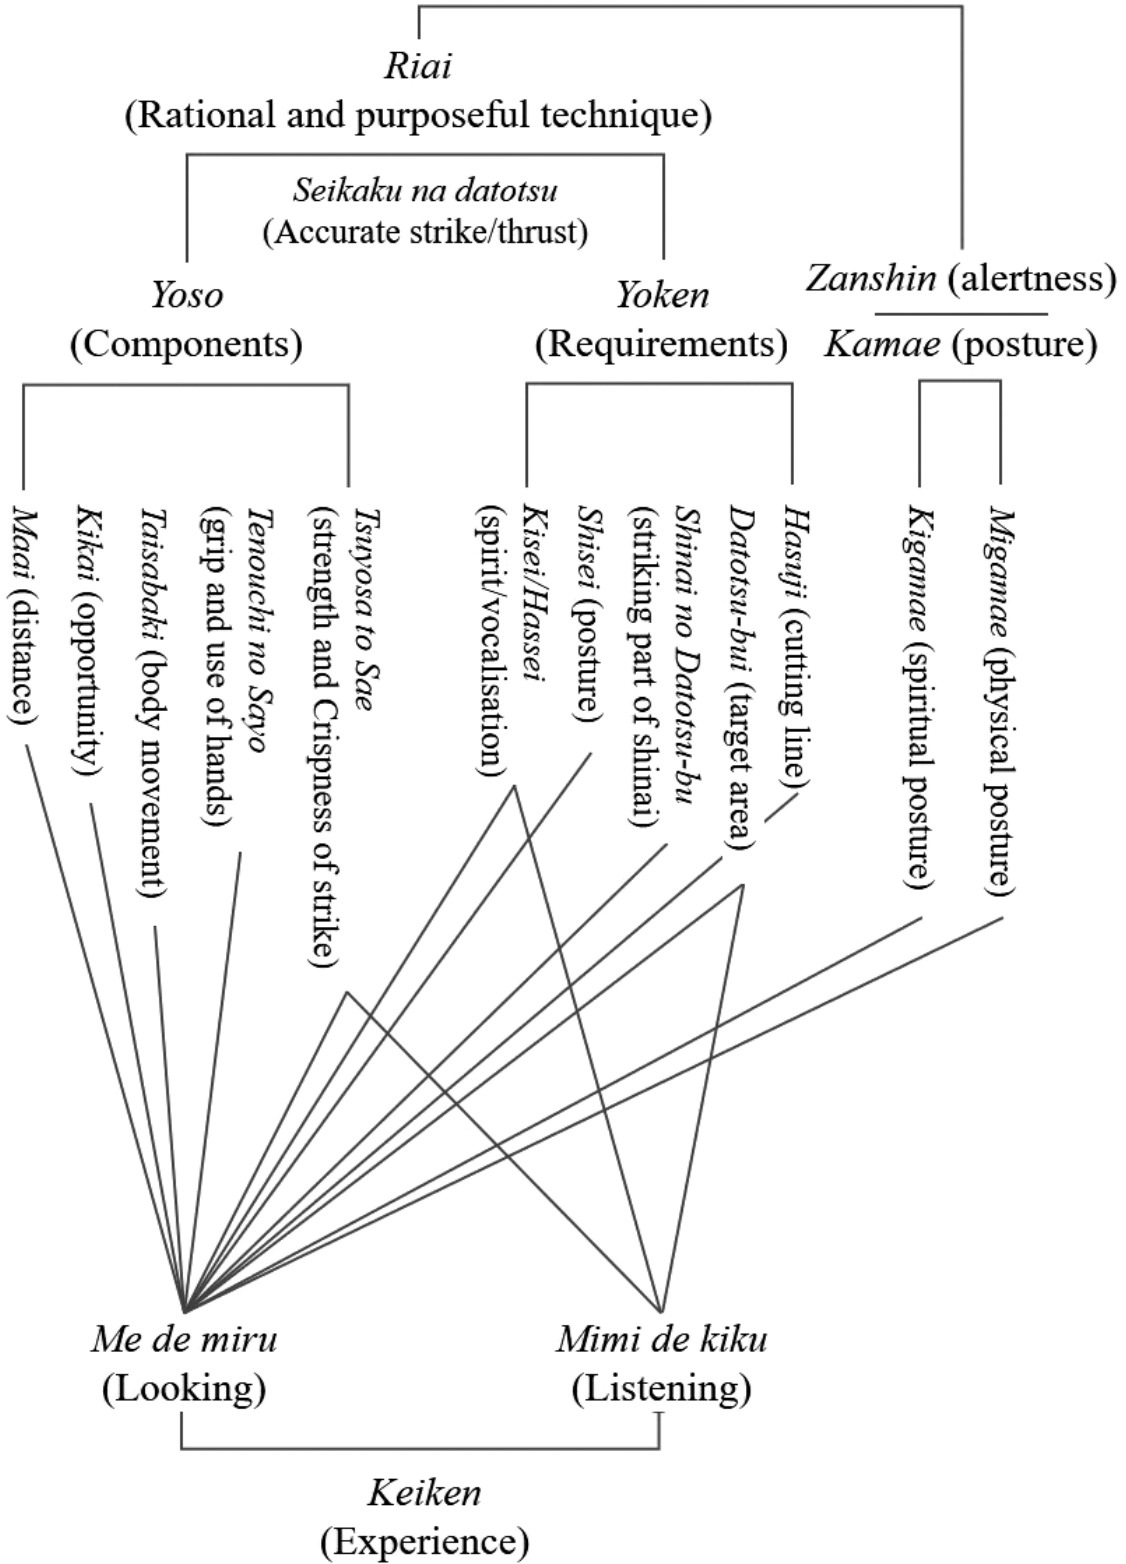 Riai
(Rational and purposeful technique)
Seikaku na datotsu
(Accurate strike/thrust)
Yoso
(Components)
Yoken
(Requirements)
Zanshin (alertness)
Kamae (posture)
Maai (distance)
Kikai (opportunity)
Taisabaki (body movement)
Tenouchi no Sayo
(grip and use of hands)
Tsuyosa to Sae
(strength and Crispness of strike)
Kisei/Hassei
(spirit/vocalisation)
Shisei (posture)
Shinai no Datotsu-bu
(striking part of shinai)
Datotsu-bui (target area)
Hasuji (cutting line)
Kigamae (spiritual posture)
Migamae (physical posture)
Me de miru
(Looking)
Mimi de kiku
(Listening)
Keiken
(Experience)